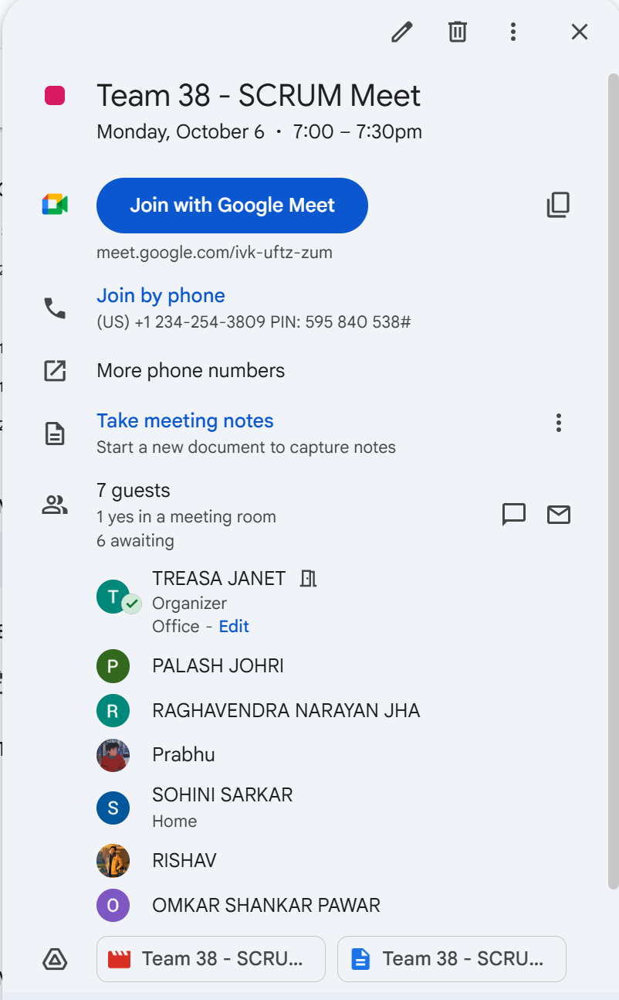 Team 38 - SCRUM Meet
Monday, October 6 • 7:00 – 7:30pm
Join with Google Meet
meet.google.com/ivk-uftz-zum
Join by phone
(US) +1 234-254-3809 PIN: 595 840 538#
More phone numbers
Take meeting notes
Start a new document to capture notes
7 guests
1 yes in a meeting room
6 awaiting
T
TREASA JANET
Organizer
Office - Edit
P PALASH JOHRI
R RAGHAVENDRA NARAYAN JHA
Prabhu
S SOHINI SARKAR
Home
RISHAV
O OMKAR SHANKAR PAWAR
Team 38 - SCRU... Team 38 - SCRU...